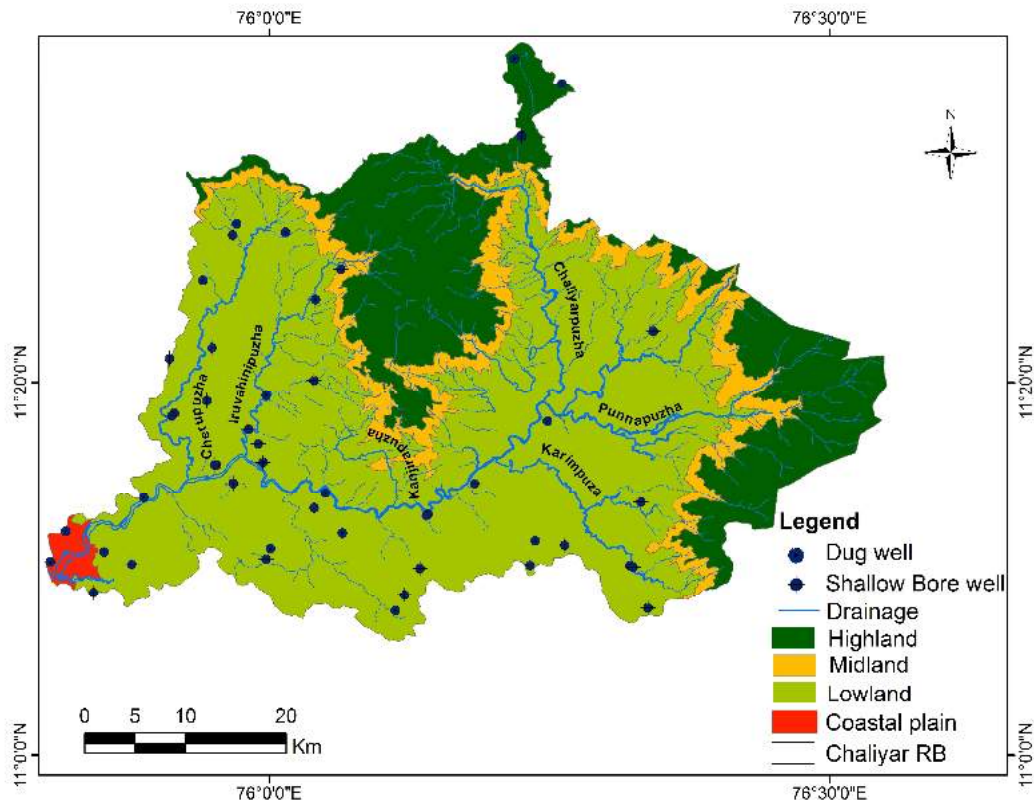 76°0'0"E
76°30'0"E
N
Chaliyarpuzha
Iruvahinipuzha
11°20'0"N
11°20'0"N
Cherupuzha
Punnapuzha
Kanjirapuzha
Karimpuza
Legend
Dug well
Shallow Bore well
Drainage
Highland
Midland
Lowland
Coastal plain
Chaliyar RB
0 5 10 20
Km
11°0'0"N
11°0'0"N
76°0'0"E
76°30'0"E